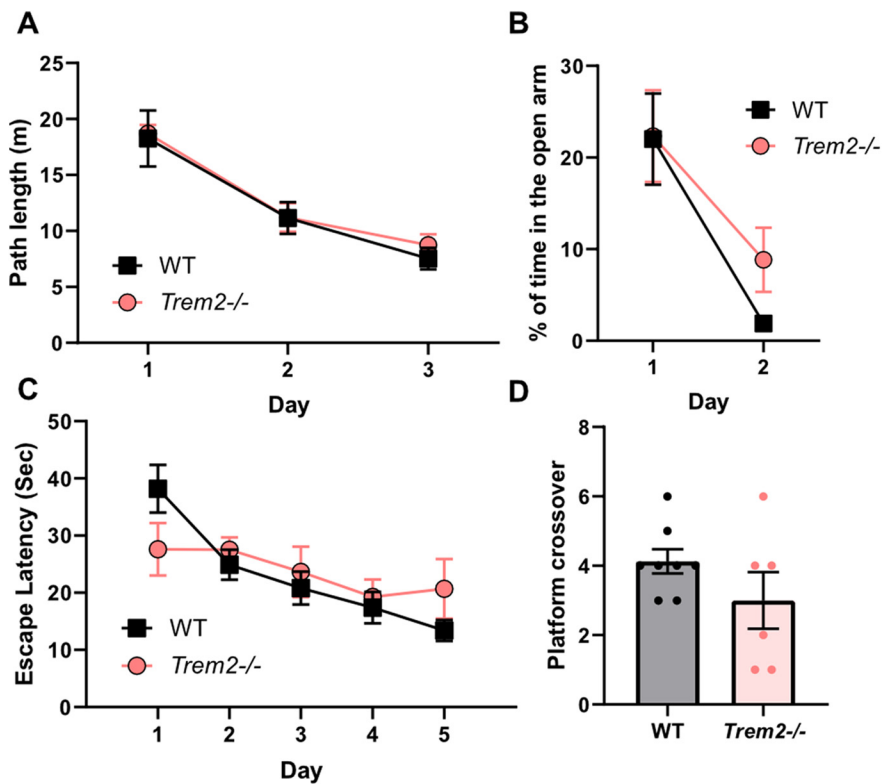 A
Path length (m)
25
20
15
10
5
0
WT
Trem2-/-
1 2 3
Day
B
% of time in the open arm
30
20
10
0
WT
Trem2-/-
1 2
Day
C
Escape Latency (Sec)
50
40
30
20
10
0
WT
Trem2-/-
1 2 3 4 5
Day
D
Platform crossover
8
6
4
2
0
WT Trem2-/-